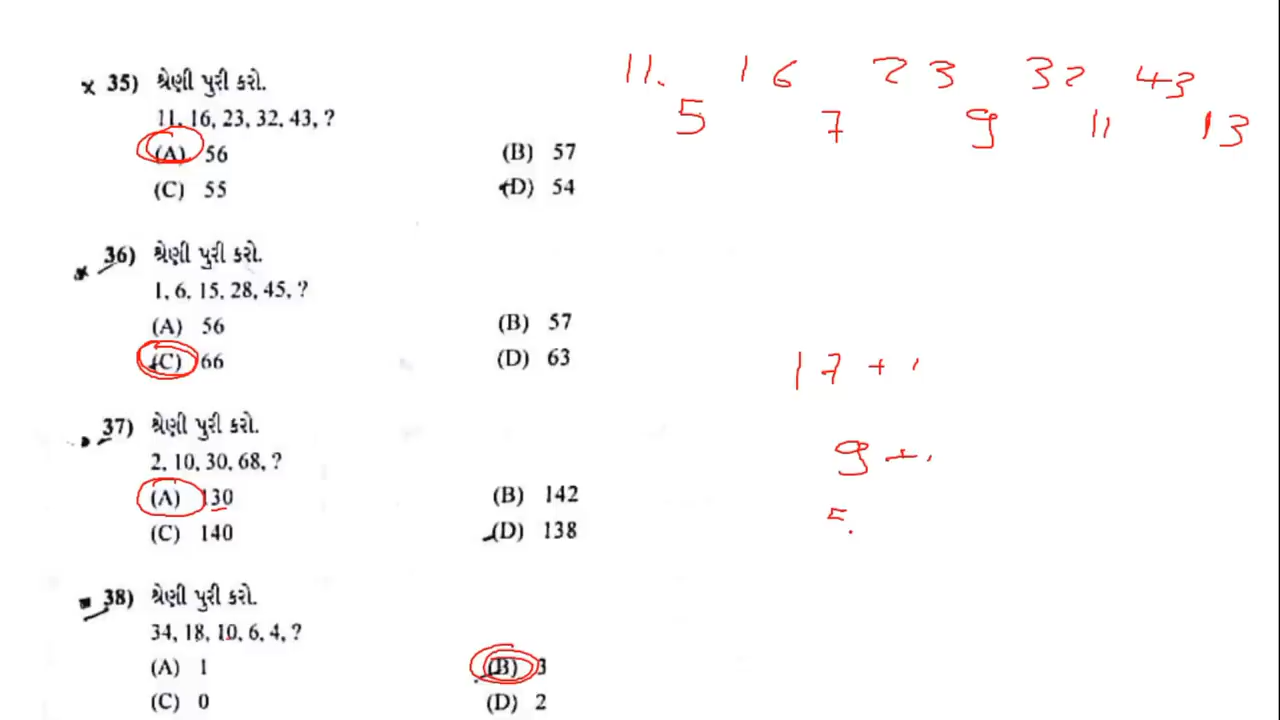 35) શ્રેણી પુરી કરો.
11, 16, 23, 32, 43, ?
(A) 56 (B) 57
(C) 55 (D) 54
36) શ્રેણી પુરી કરો.
1, 6, 15, 28, 45, ?
(A) 56 (B) 57
(C) 66 (D) 63
37) શ્રેણી પુરી કરો.
2, 10, 30, 68, ?
(A) 130 (B) 142
(C) 140 (D) 138
38) શ્રેણી પુરી કરો.
34, 18, 10, 6, 4, ?
(A) 1 (B) 3
(C) 0 (D) 2
11. 16 23 32 43
5 7 9 11 13
17 +
9 +
5.